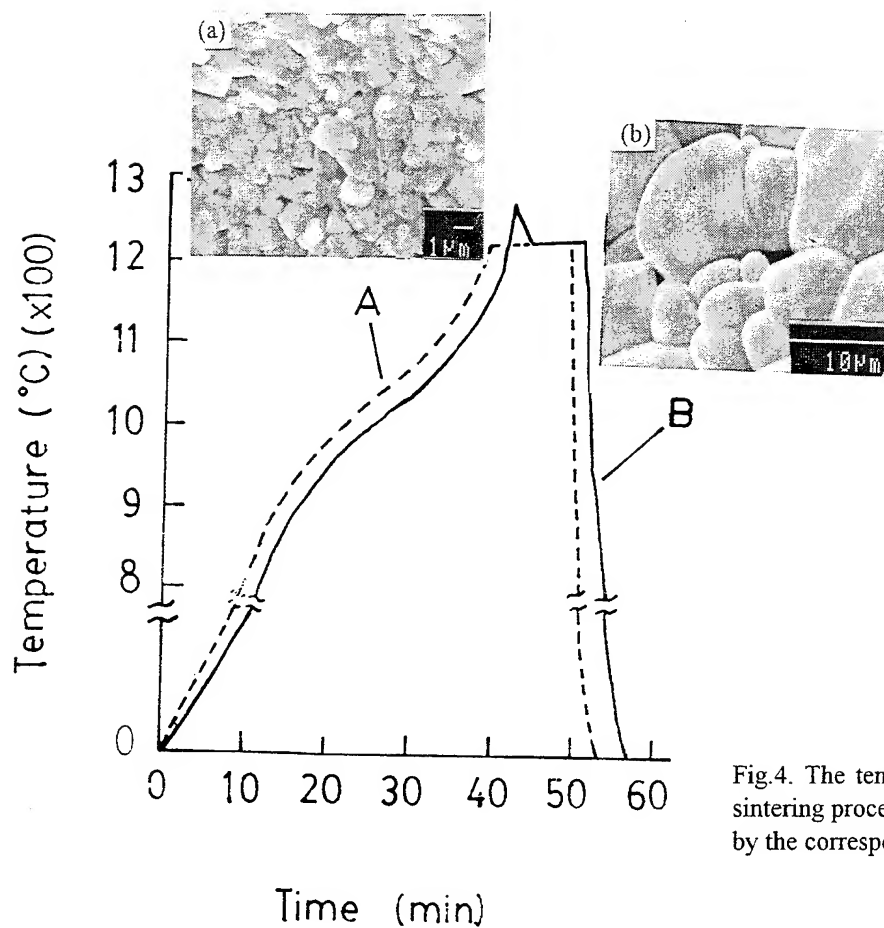 (a)
1μm
(b)
10μm
Temperature (°C) (x100)
13
12
11
10
9
8
0
A
B
0 10 20 30 40 50 60
Time (min)
Fig.4. The ten
sintering proce
by the correspo